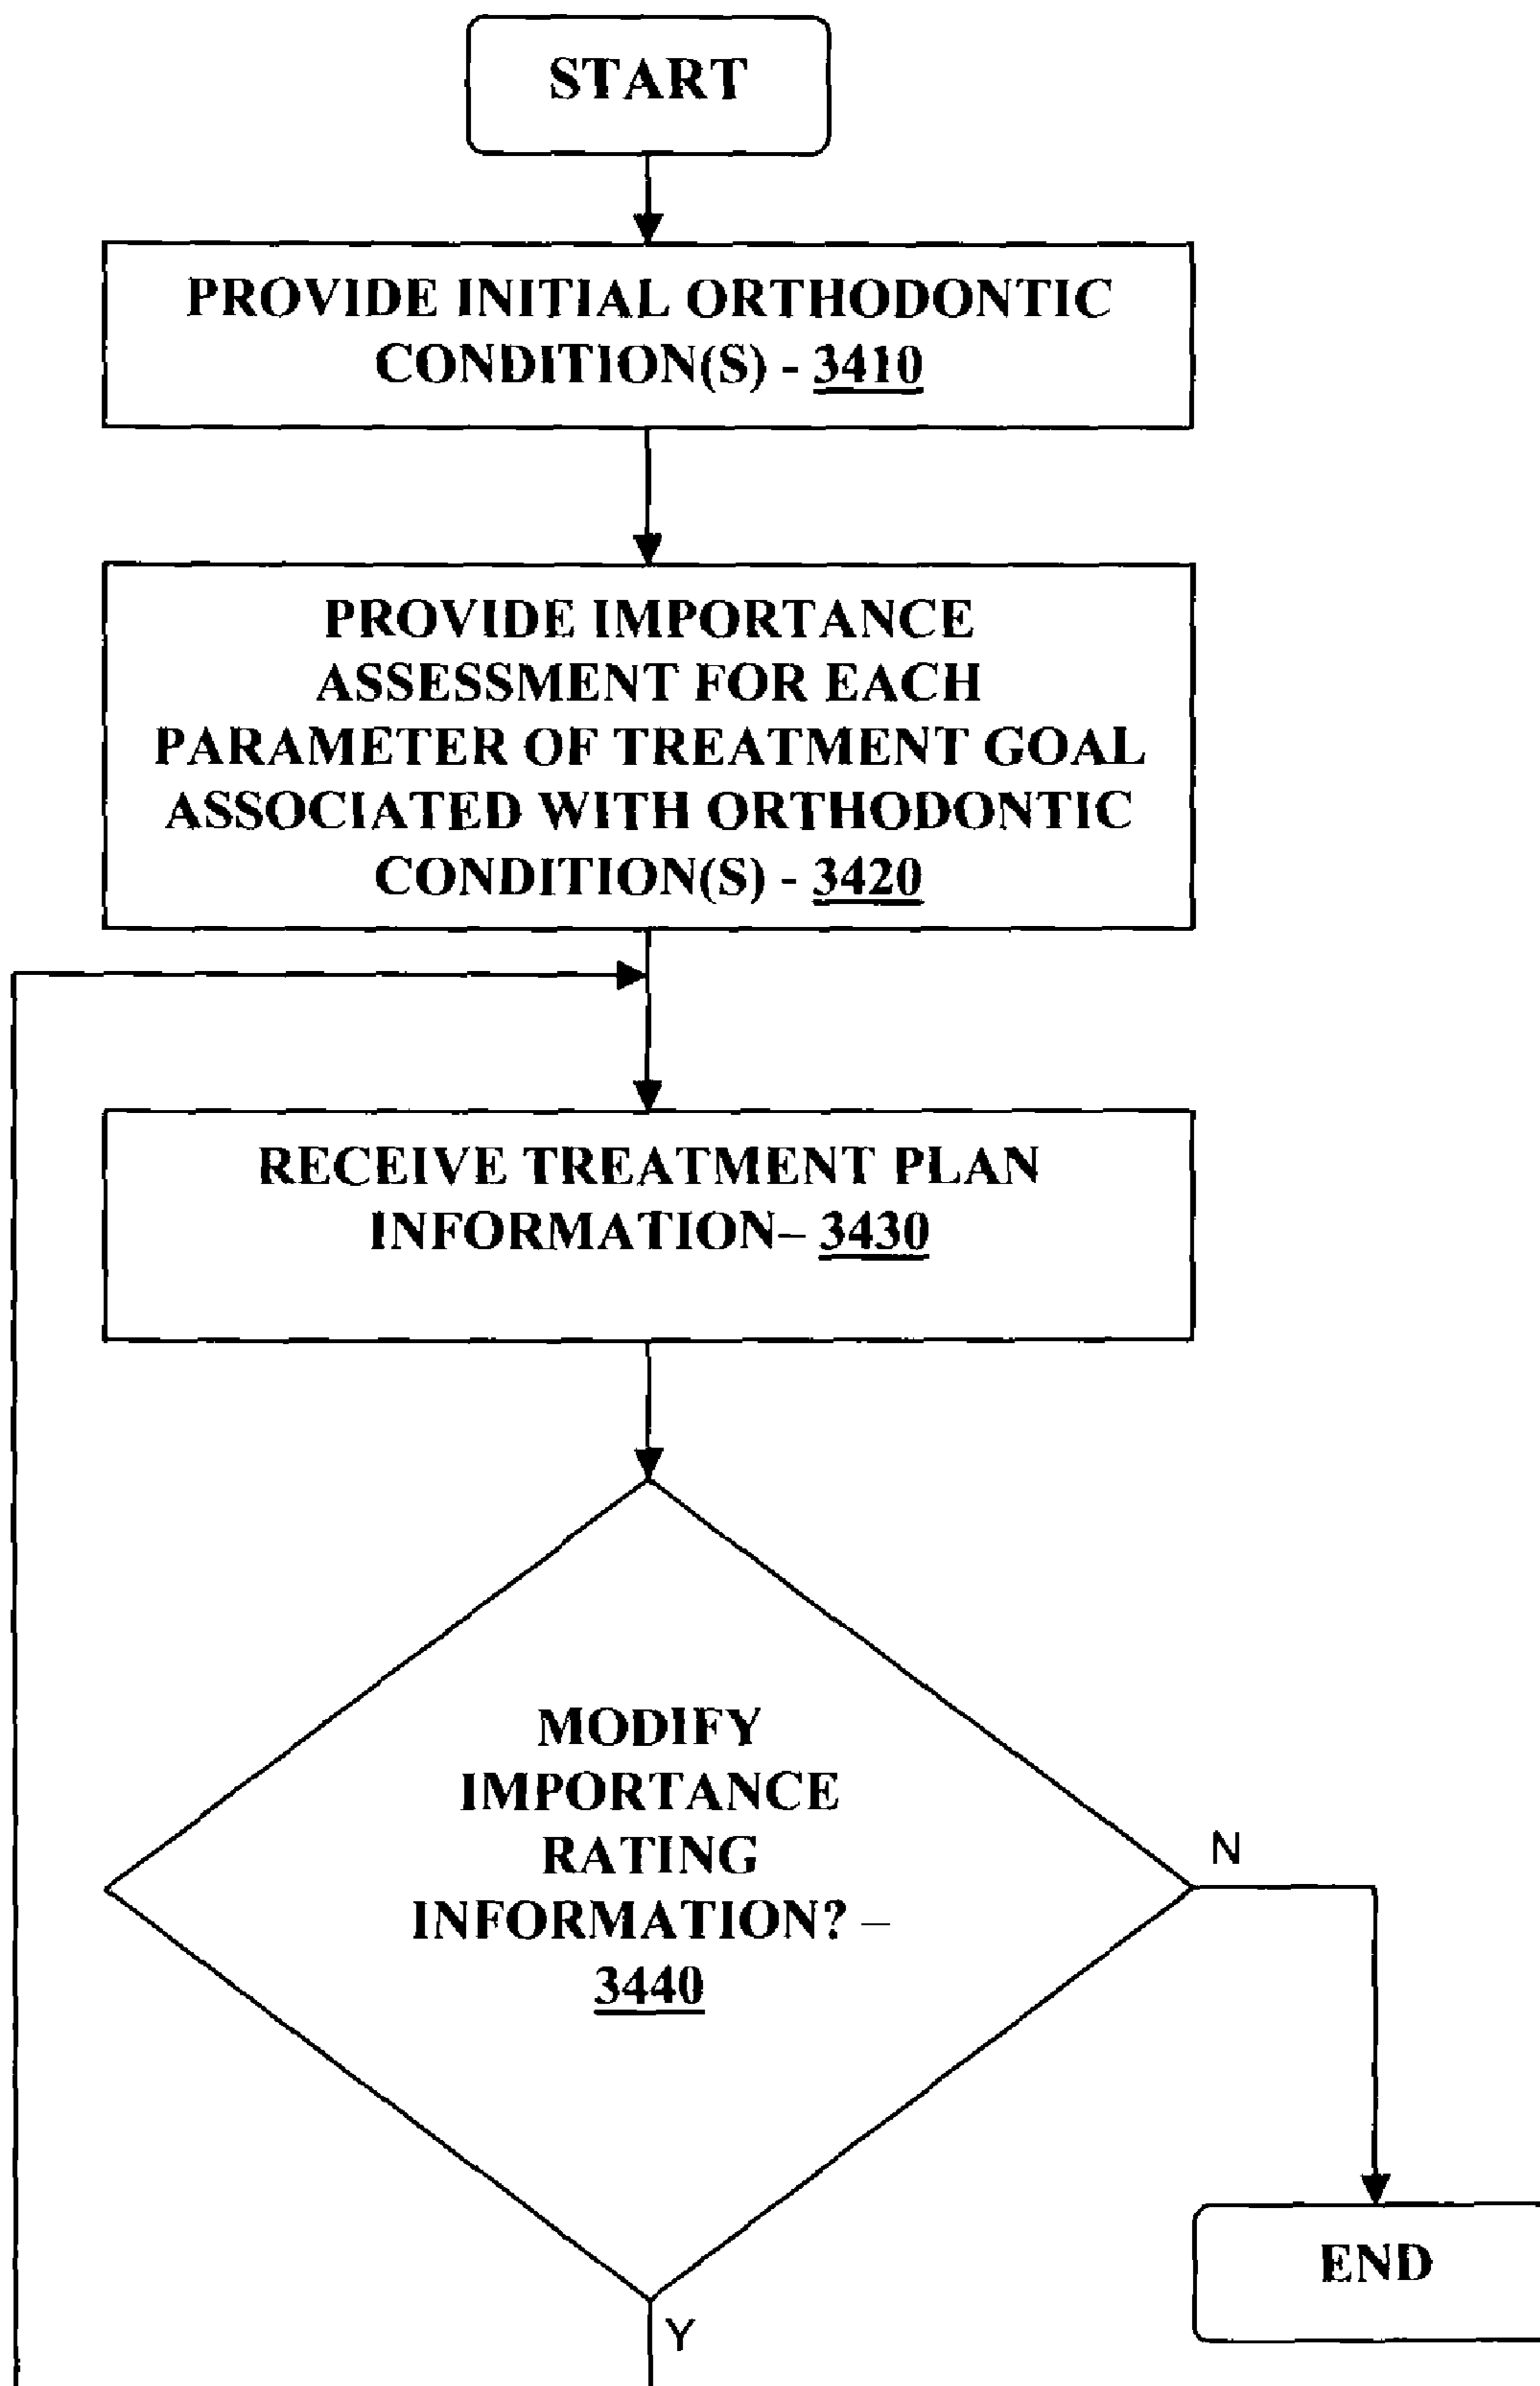 START
PROVIDE INITIAL ORTHODONTIC
CONDITION(S) - 3410
PROVIDE IMPORTANCE
ASSESSMENT FOR EACH
PARAMETER OF TREATMENT GOAL
ASSOCIATED WITH ORTHODONTIC
CONDITION(S) - 3420
RECEIVE TREATMENT PLAN
INFORMATION– 3430
MODIFY
IMPORTANCE
RATING
INFORMATION? –
3440
N
END
Y